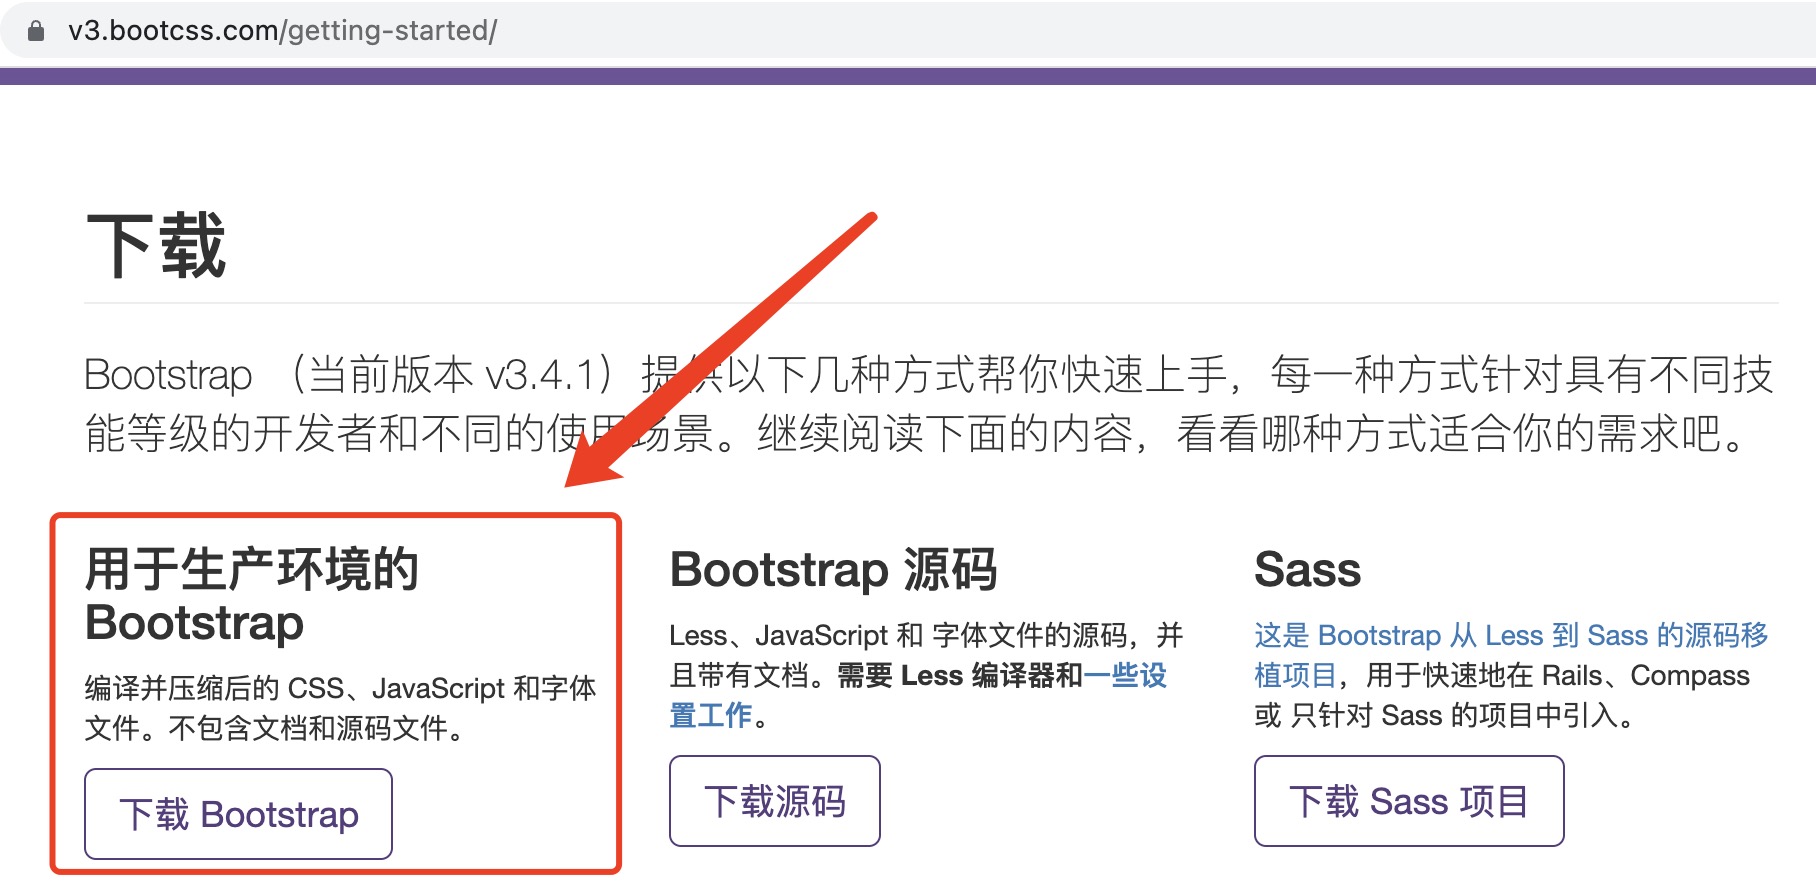 v3.bootcss.com/getting-started/
下载
Bootstrap （当前版本 v3.4.1）提供以下几种方式帮你快速上手，每一种方式针对具有不同技
能等级的开发者和不同的使用场景。继续阅读下面的内容，看看哪种方式适合你的需求吧。
用于生产环境的
Bootstrap
编译并压缩后的 CSS、JavaScript 和字体
文件。不包含文档和源码文件。
下载 Bootstrap
Bootstrap 源码
Less、JavaScript 和 字体文件的源码，并
且带有文档。需要 Less 编译器和一些设
置工作。
下载源码
Sass
这是 Bootstrap 从 Less 到 Sass 的源码移
植项目，用于快速地在 Rails、Compass
或 只针对 Sass 的项目中引入。
下载 Sass 项目